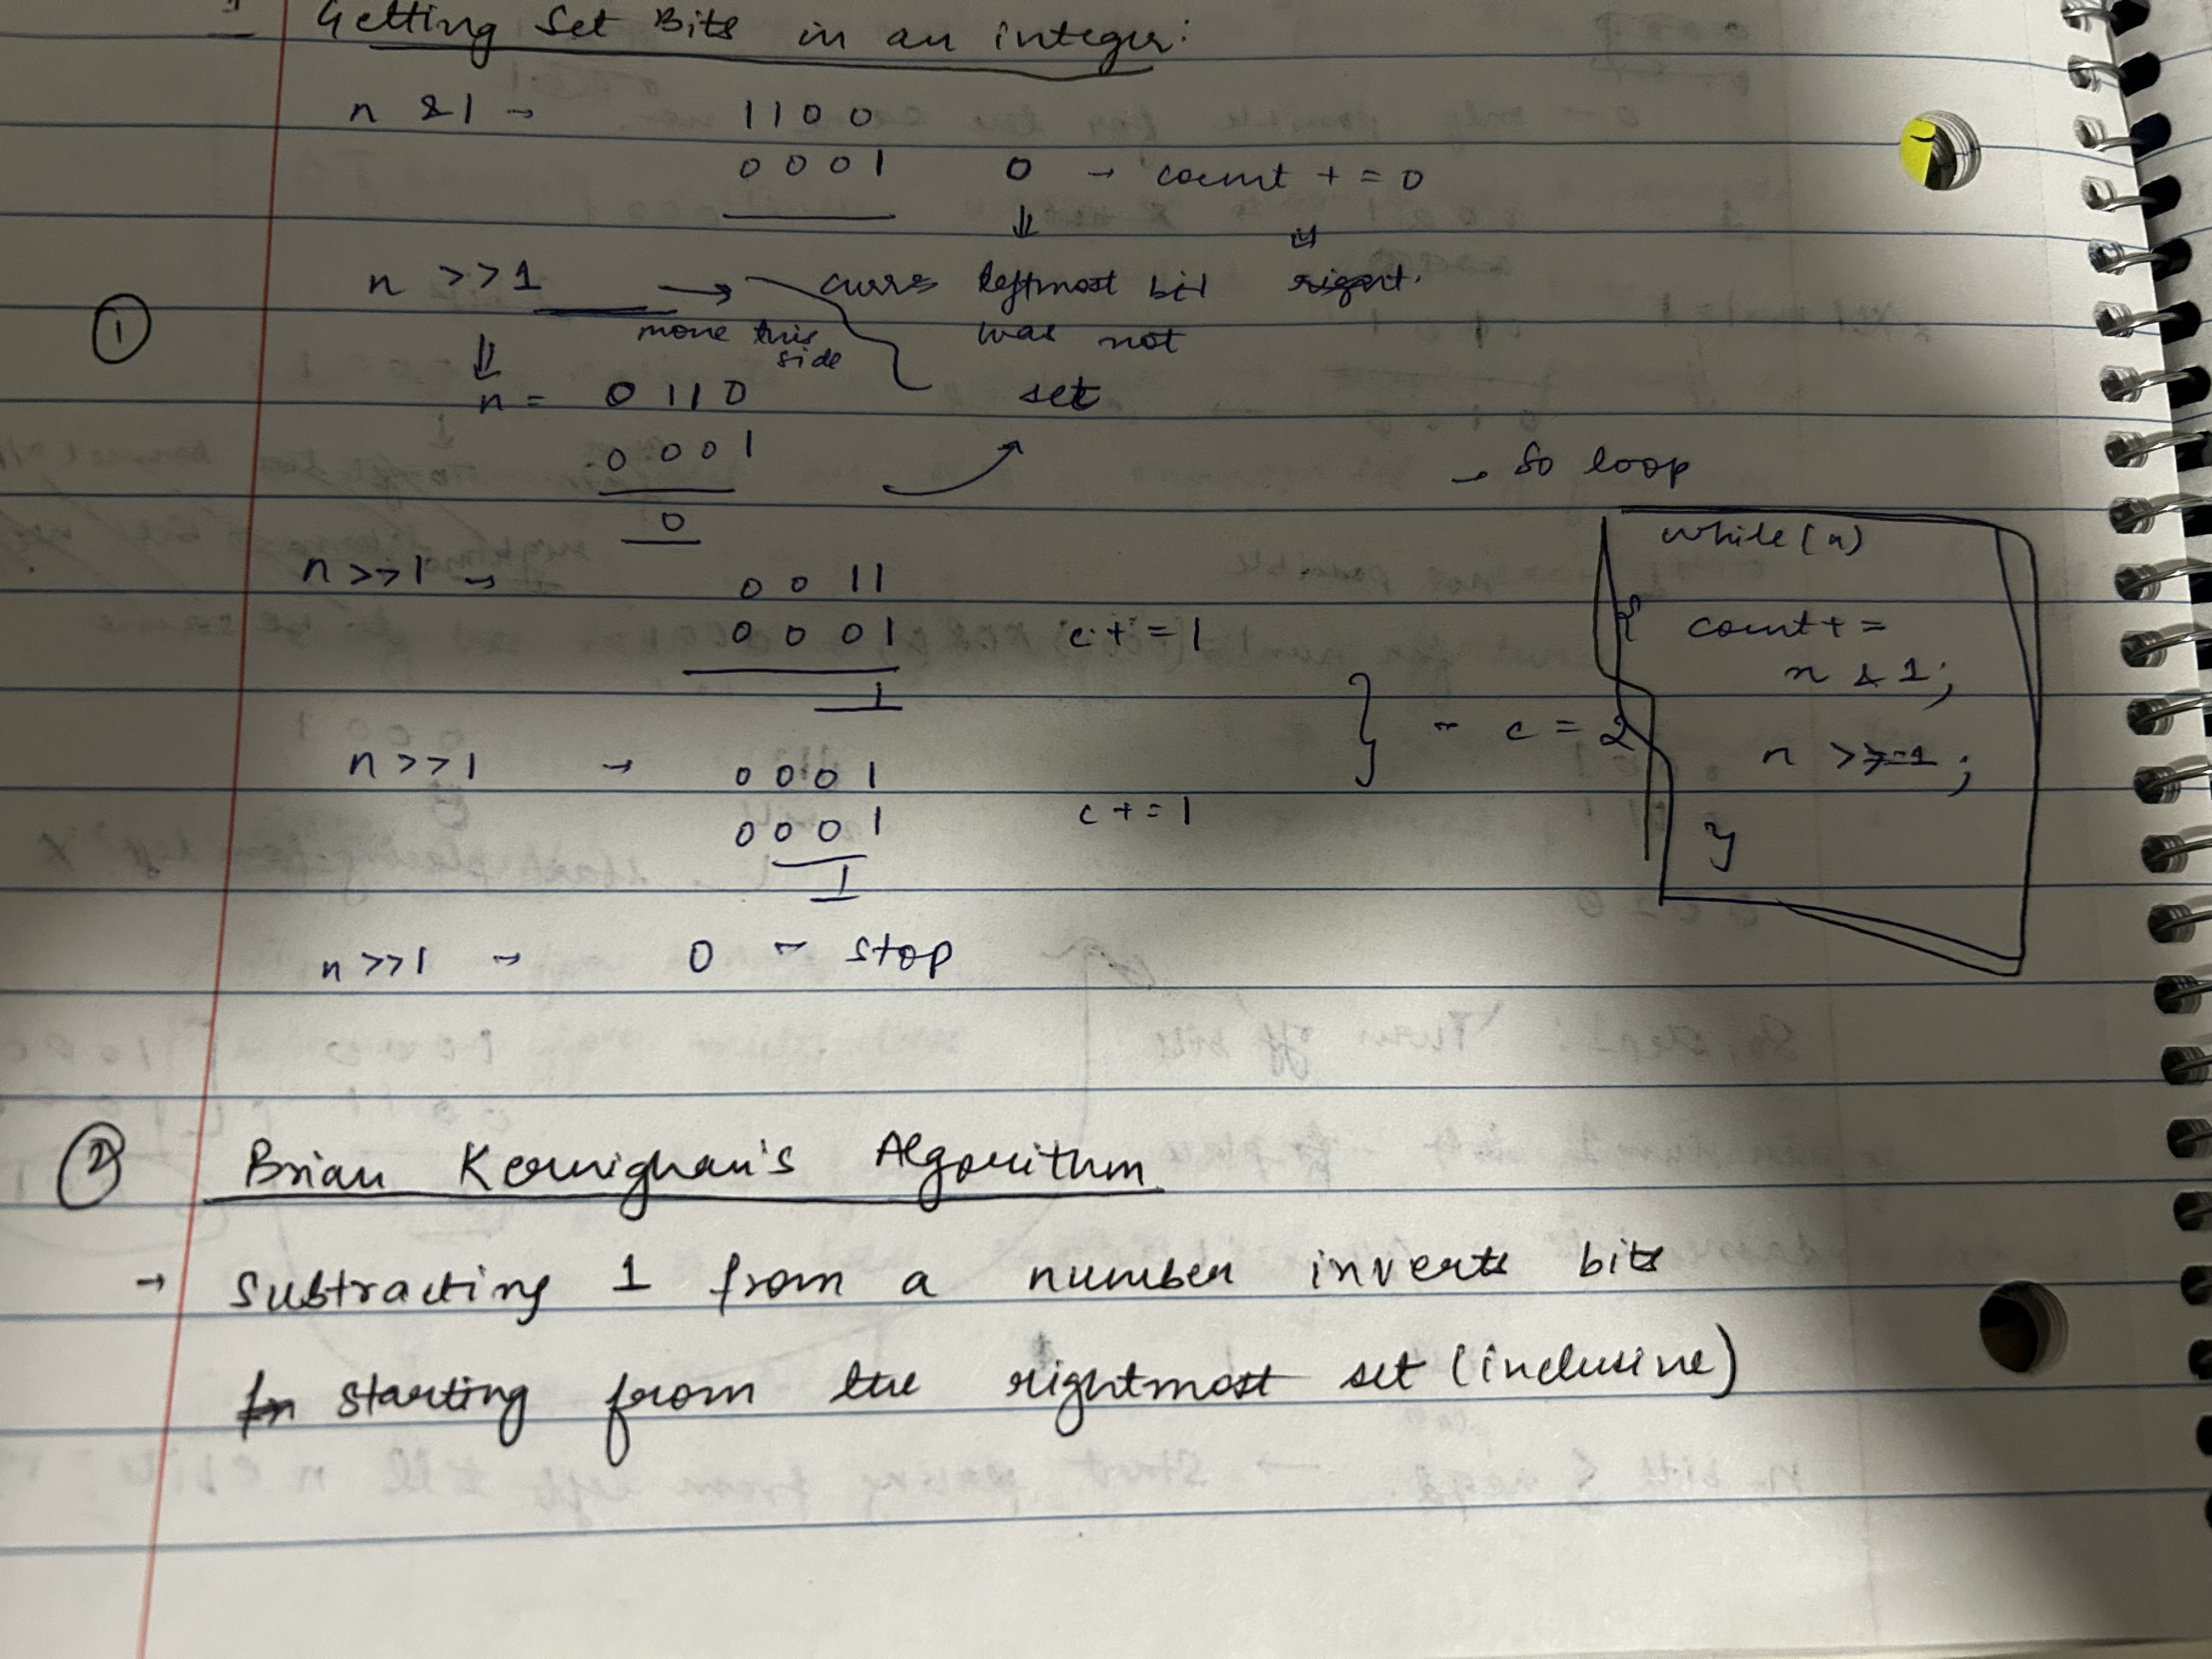 Getting Set Bits in an integer:
n &1 → 1100
0001 0 → count += 0
n >>1 → curr leftmost bit right.
① move this side was not
n = 0110 set
0001
0
→ So loop
while(n)
{ count +=
n & 1;
n >>=1;
}
n>>1 → 0011
0001 c+=1
1
} - c = 2
n>>1 → 0001
0001 c+=1
1
n>>1 → 0 - stop
② Brian Kernighan's Algorithm
→ Subtracting 1 from a number inverts bits
starting from the rightmost set (inclusive)